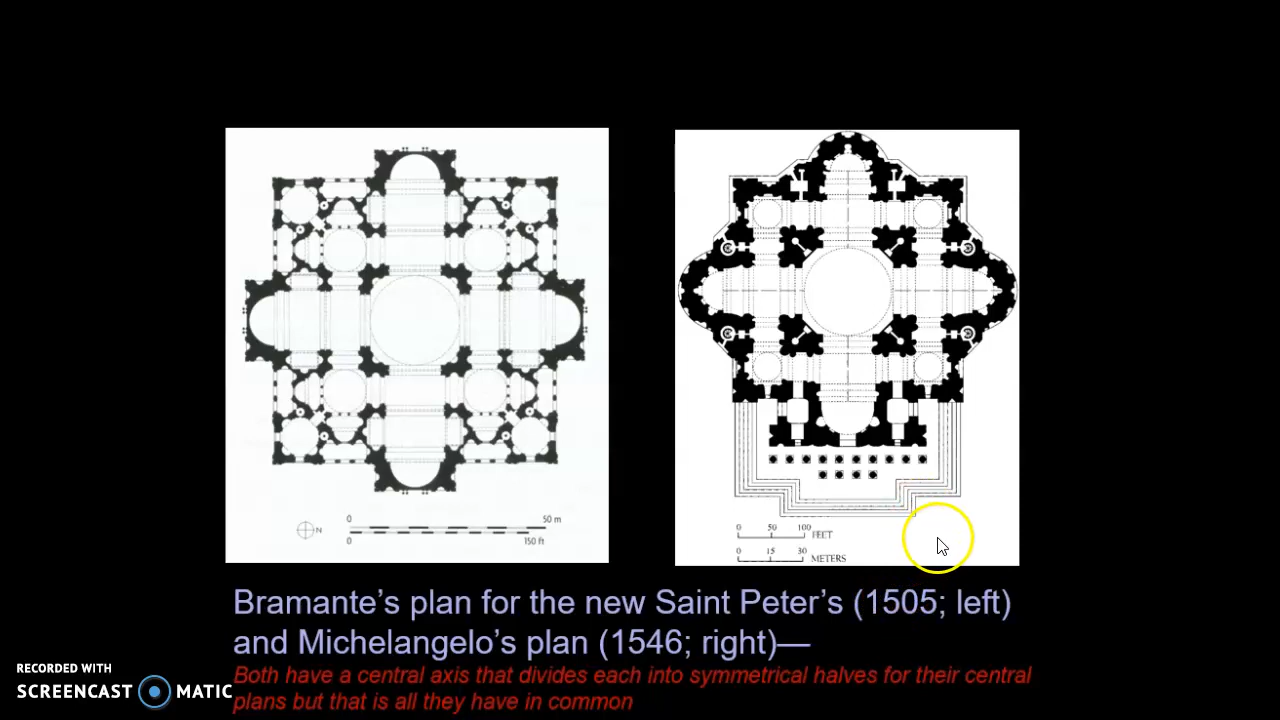 N
0 50 m
0 150 ft
0 50 100 FEET
0 15 30 METERS
Bramante’s plan for the new Saint Peter’s (1505; left)
and Michelangelo’s plan (1546; right)—
Both have a central axis that divides each into symmetrical halves for their central
plans but that is all they have in common
RECORDED WITH
SCREENCAST MATIC